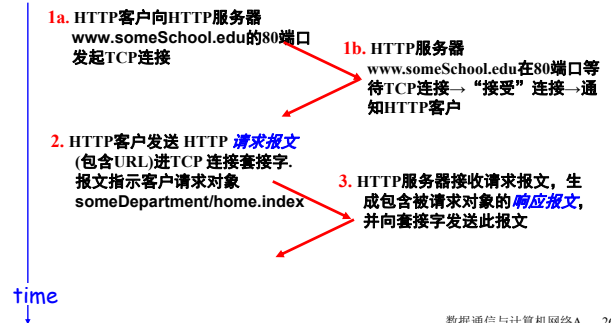 1a. HTTP客户向HTTP服务器
www.someSchool.edu的80端口
发起TCP连接
1b. HTTP服务器
www.someSchool.edu在80端口等
待TCP连接→“接受”连接→通
知HTTP客户
2. HTTP客户发送 HTTP 请求报文
(包含URL)进TCP 连接套接字.
报文指示客户请求对象
someDepartment/home.index
3. HTTP服务器接收请求报文，生
成包含被请求对象的响应报文，
并向套接字发送此报文
time
数据通信与计算机网络A